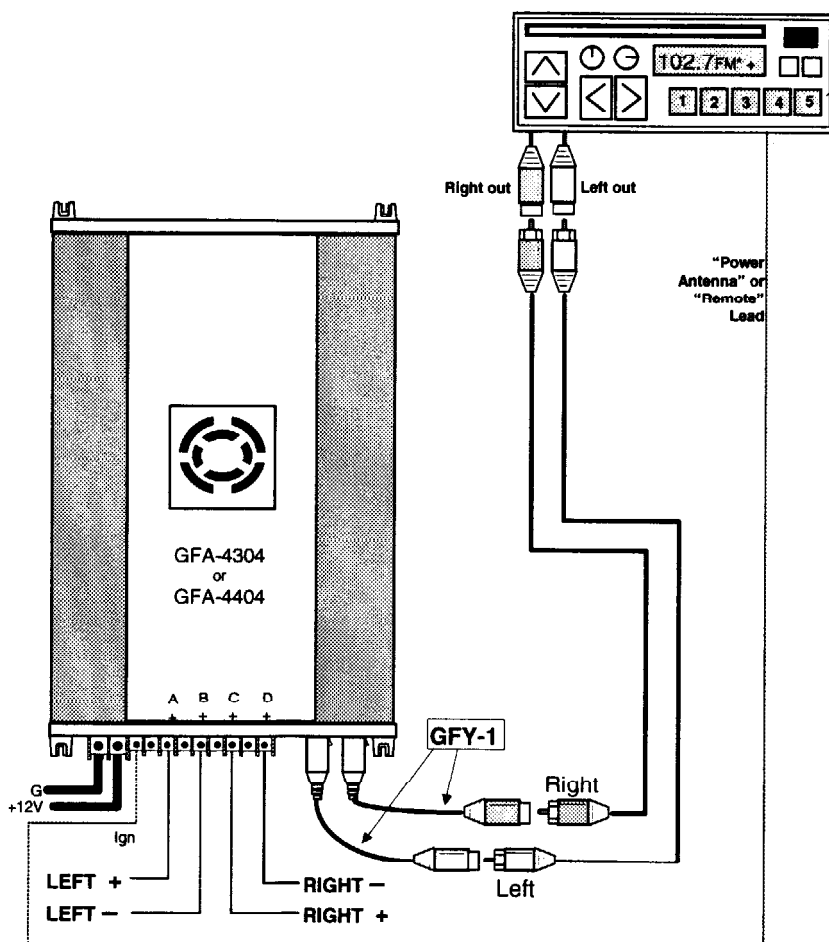 102.7FM* +
1 2 3 4 5
Right out
Left out
"Power
Antenna" or
"Remote"
Lead
GFA-4304
or
GFA-4404
A B C D
+ + + +
GFY-1
G
+12V
Ign
Right
Left
LEFT +
LEFT −
RIGHT −
RIGHT +